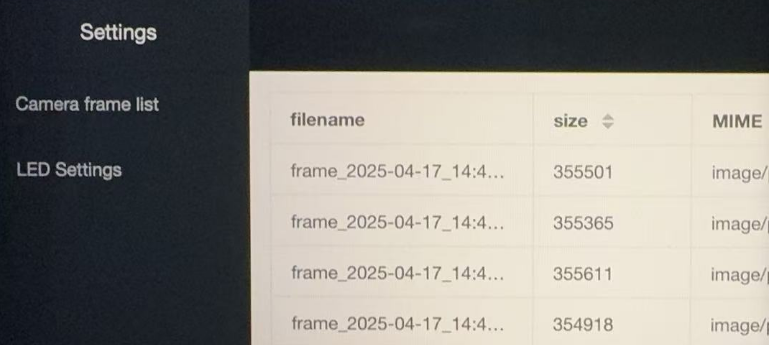 Settings
Camera frame list
LED Settings
filename size MIME
frame_2025-04-17_14:4... 355501 image/
frame_2025-04-17_14:4... 355365 image/
frame_2025-04-17_14:4... 355611 image/
frame_2025-04-17_14:4... 354918 image/